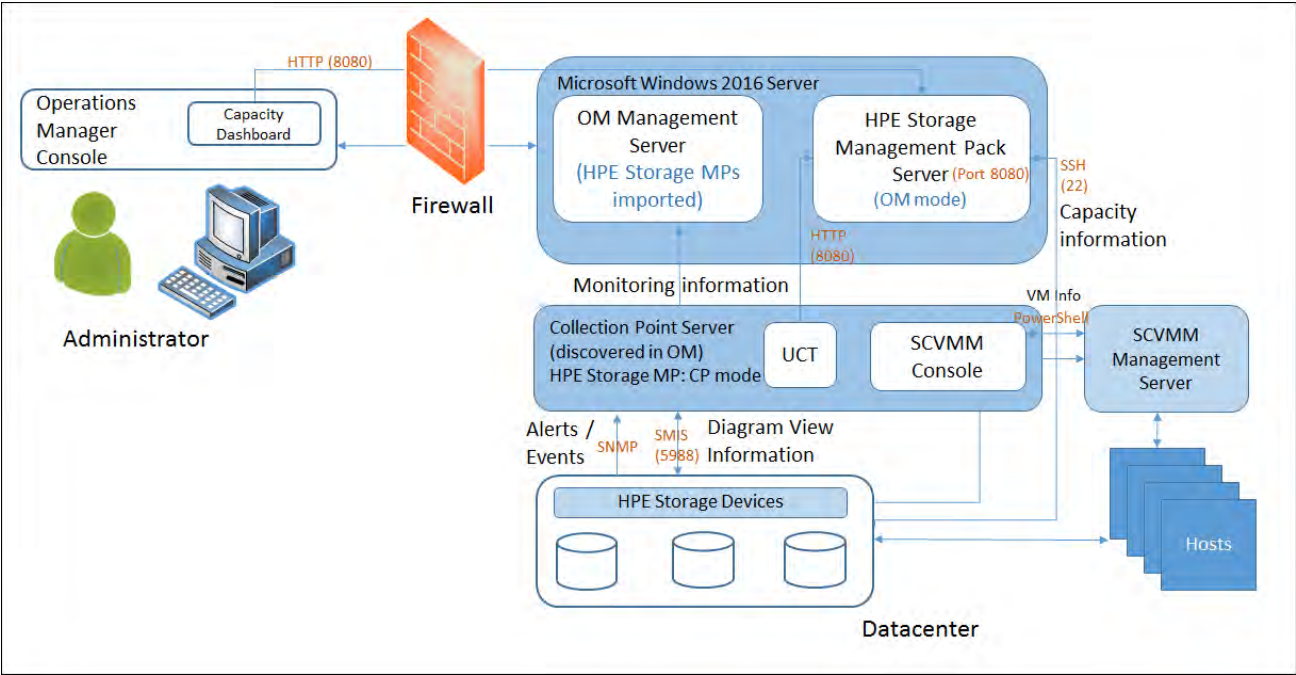 HTTP (8080)
Operations
Manager
Console
Capacity
Dashboard
Firewall
Administrator
Microsoft Windows 2016 Server
OM Management
Server
(HPE Storage MPs
imported)
HPE Storage
Management Pack
Server (Port 8080)
(OM mode)
SSH
(22)
Capacity
information
HTTP
(8080)
Monitoring information
VM Info
PowerShell
Collection Point Server
(discovered in OM)
HPE Storage MP: CP mode
UCT
SCVMM
Console
SCVMM
Management
Server
Alerts /
Events
SNMP
SMIS
(5988)
Diagram View
Information
HPE Storage Devices
Hosts
Datacenter